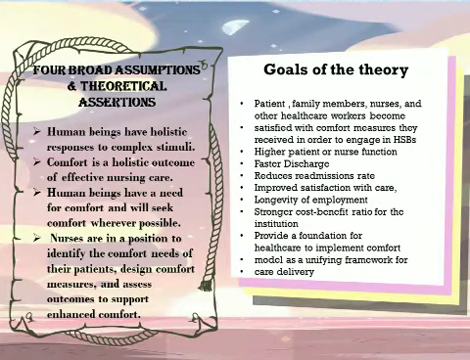 FOUR BROAD ASSUMPTIONS
& THEORETICAL
ASSERTIONS
➢ Human beings have holistic
responses to complex stimuli.
➢ Comfort is a holistic outcome
of effective nursing care.
➢ Human beings have a need
for comfort and will seek
comfort wherever possible.
➢ Nurses are in a position to
identify the comfort needs of
their patients, design comfort
measures, and assess
outcomes to support
enhanced comfort.
Goals of the theory
• Patient , family members, nurses, and
other healthcare workers become
• satisfied with comfort measures they
received in order to engage in HSBs
• Higher patient or nurse function
• Faster Discharge
• Reduces readmissions rate
• Improved satisfaction with care,
• Longevity of employment
• Stronger cost-benefit ratio for the
institution
• Provide a foundation for
healthcare to implement comfort
• model as a unifying framework for
• care delivery